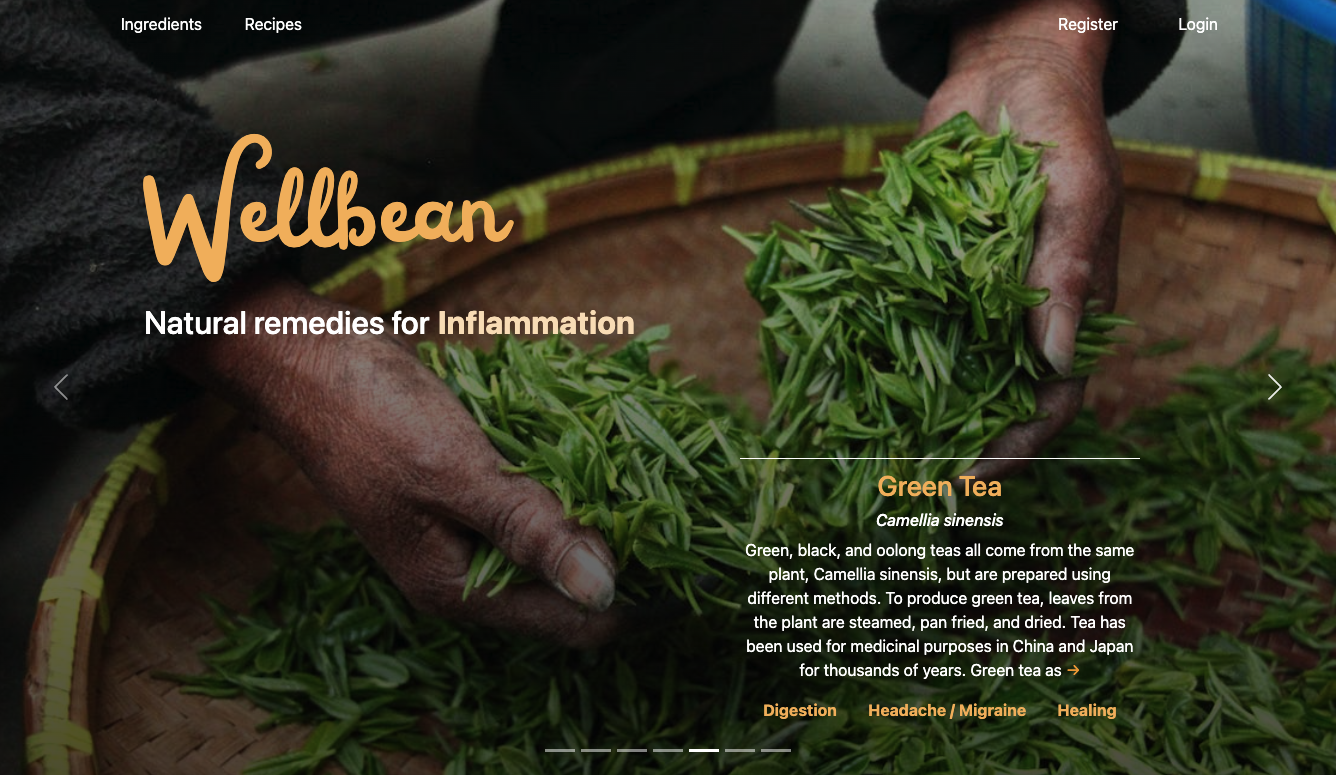 Ingredients Recipes Register Login
Wellbean
Natural remedies for Inflammation
Green Tea
Camellia sinensis
Green, black, and oolong teas all come from the same
plant, Camellia sinensis, but are prepared using
different methods. To produce green tea, leaves from
the plant are steamed, pan fried, and dried. Tea has
been used for medicinal purposes in China and Japan
for thousands of years. Green tea as →
Digestion Headache / Migraine Healing